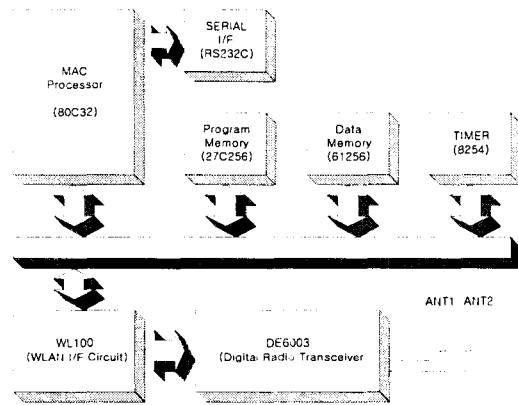 SERIAL
I/F
(RS232C)
MAC
Processor
(80C32)
Program
Memory
(27C256)
Data
Memory
(61256)
TIMER
(8254)
ANT1 ANT2
WL100
(WLAN I/F Circuit)
DE6003
(Digital Radio Transceiver